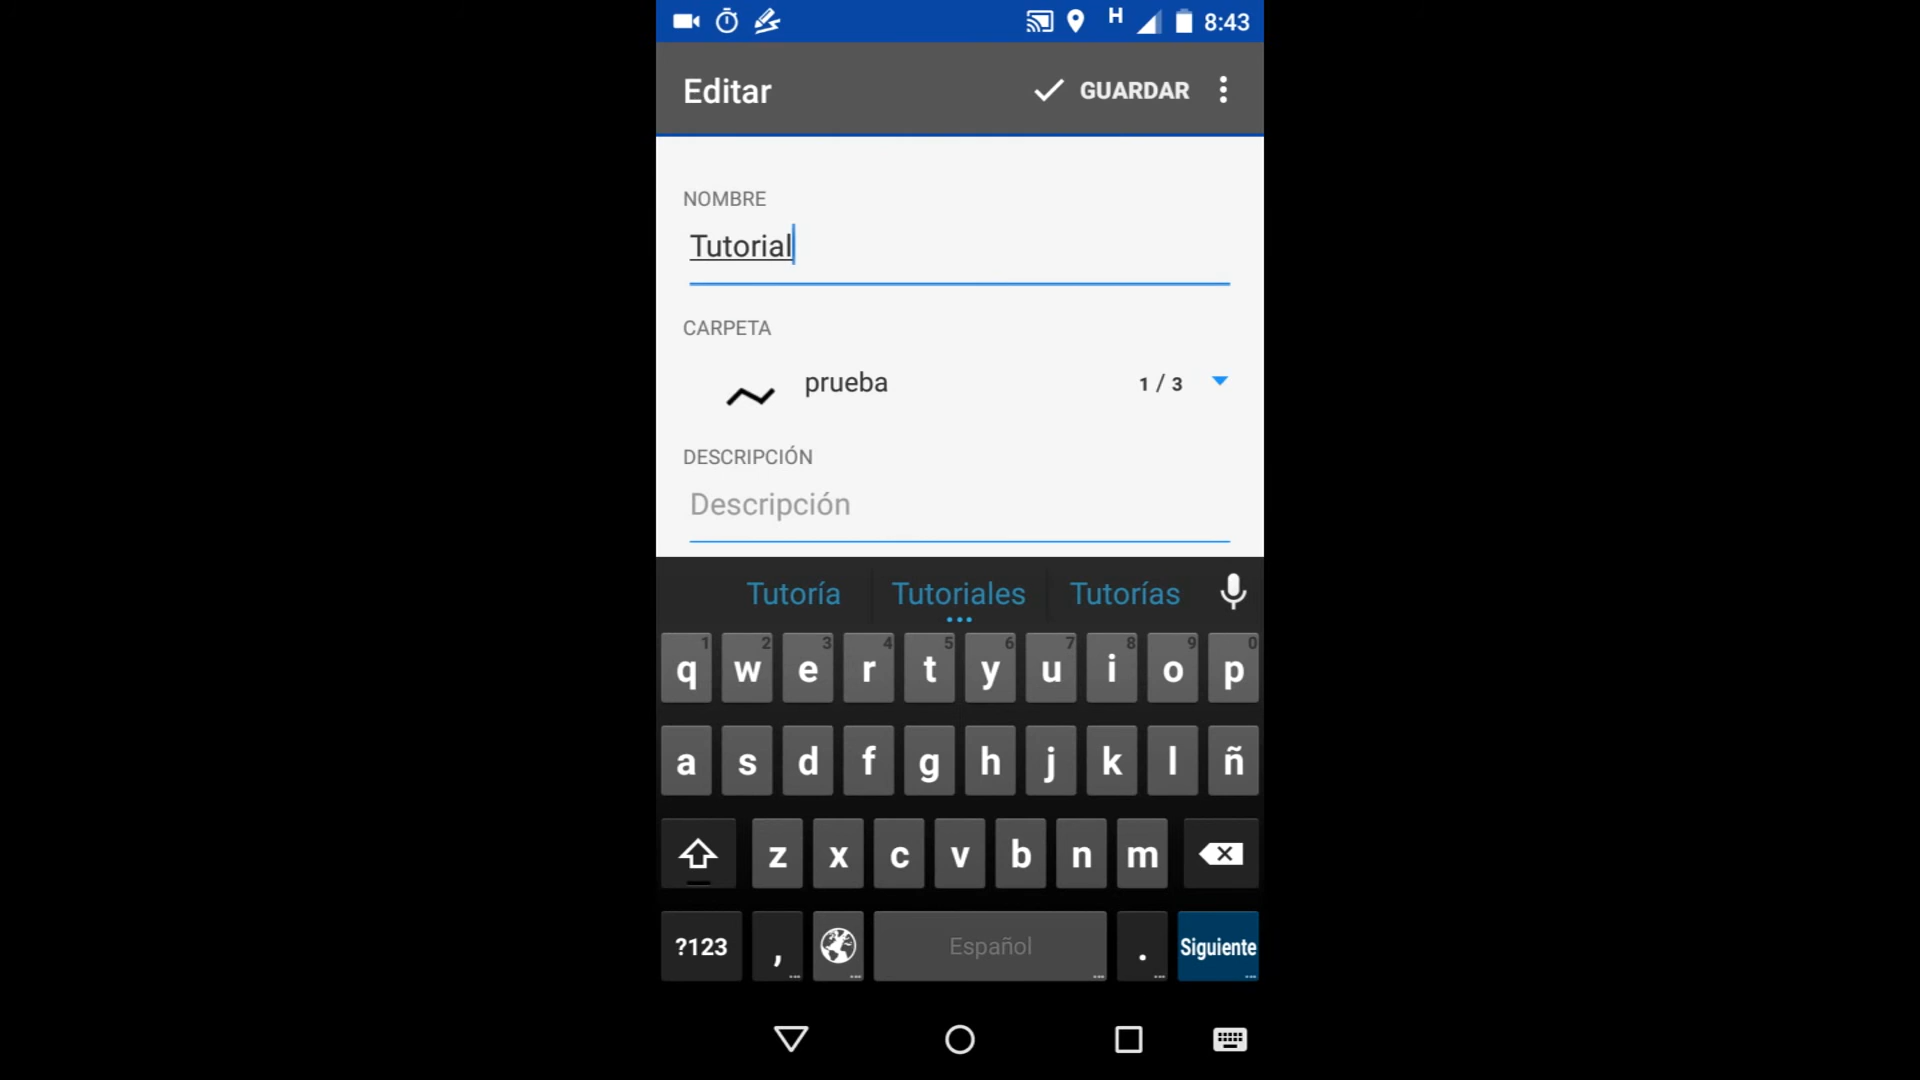 H 8:43
Editar GUARDAR
NOMBRE
Tutorial
CARPETA
prueba 1 / 3
DESCRIPCIÓN
Descripción
Tutoría Tutoriales Tutorías
1 2 3 4 5 6 7 8 9 0
q w e r t y u i o p
a s d f g h j k l ñ
z x c v b n m
?123 , Español . Siguiente